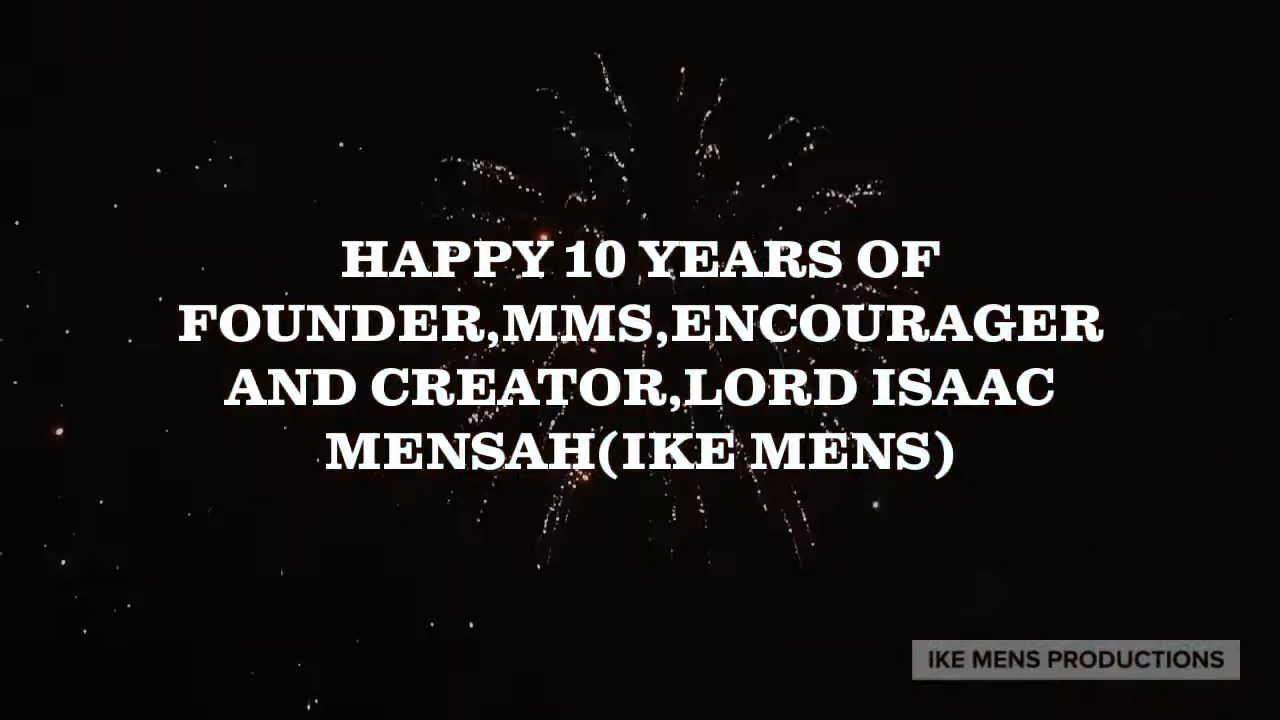 HAPPY 10 YEARS OF
FOUNDER,MMS,ENCOURAGER
AND CREATOR,LORD ISAAC
MENSAH(IKE MENS)
IKE MENS PRODUCTIONS